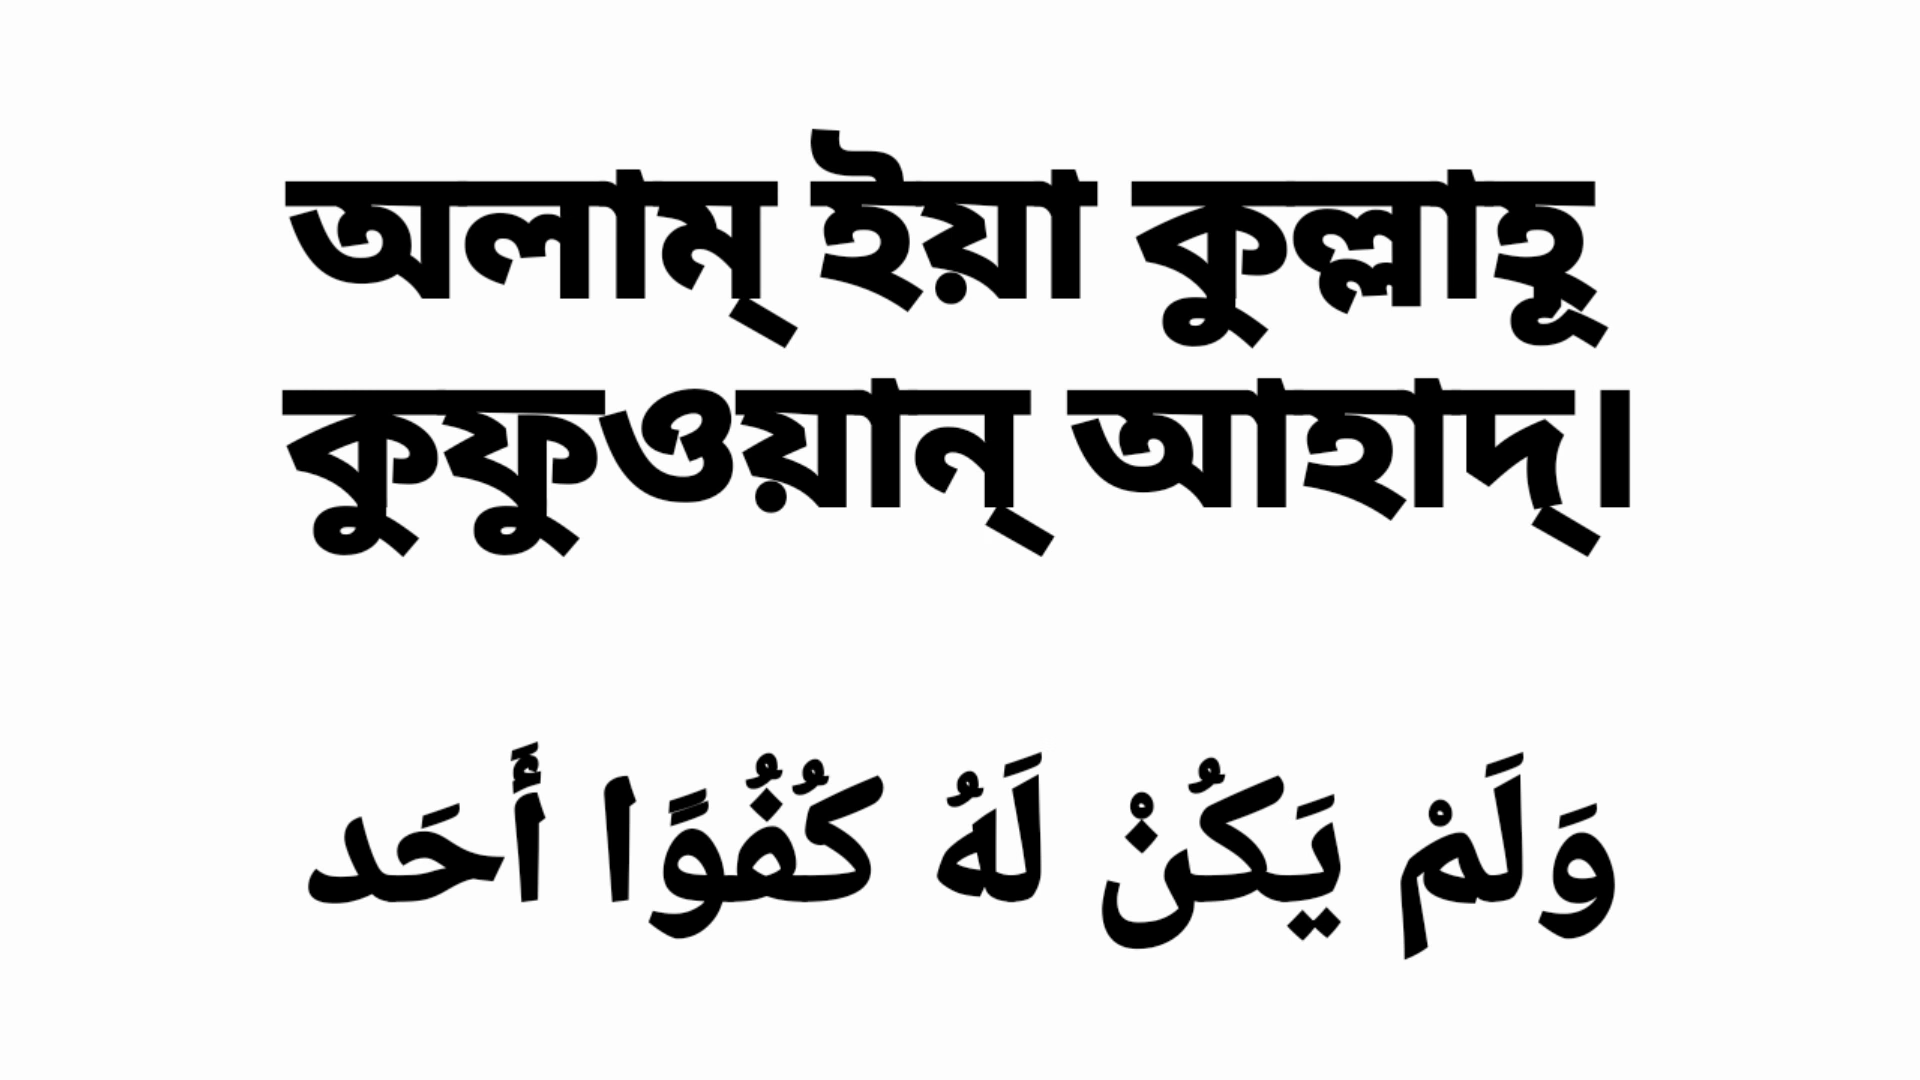 অলাম্ ইয়া কুল্লাহূ
কুফুওয়ান্ আহাদ্।
وَلَمْ يَكُنْ لَهُ كُفُوًا أَحَد